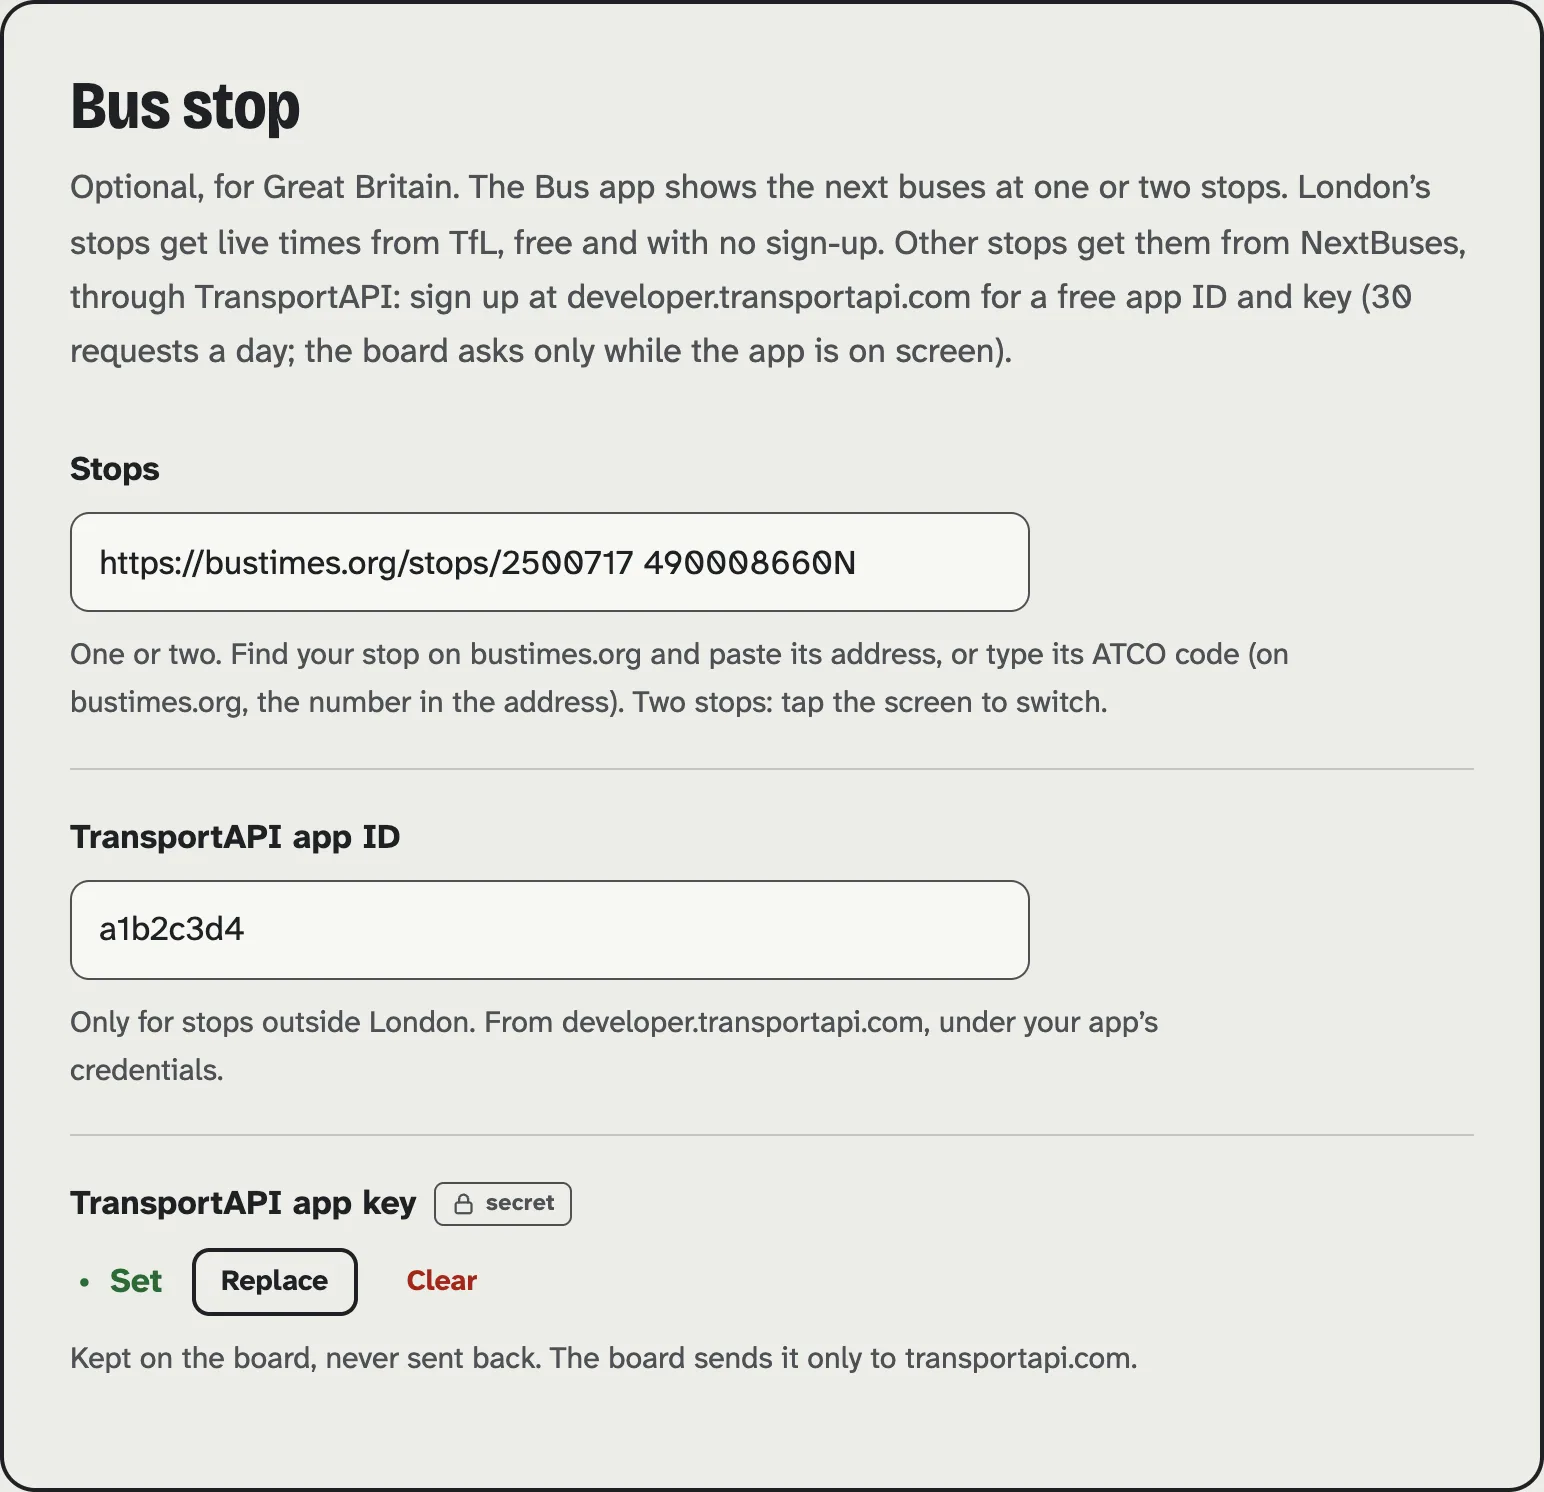 Bus stop
Optional, for Great Britain. The Bus app shows the next buses at one or two stops. London’s
stops get live times from TfL, free and with no sign-up. Other stops get them from NextBuses,
through TransportAPI: sign up at developer.transportapi.com for a free app ID and key (30
requests a day; the board asks only while the app is on screen).
Stops
https://bustimes.org/stops/2500717 490008660N
One or two. Find your stop on bustimes.org and paste its address, or type its ATCO code (on
bustimes.org, the number in the address). Two stops: tap the screen to switch.
TransportAPI app ID
a1b2c3d4
Only for stops outside London. From developer.transportapi.com, under your app’s
credentials.
TransportAPI app key secret
• Set Replace Clear
Kept on the board, never sent back. The board sends it only to transportapi.com.